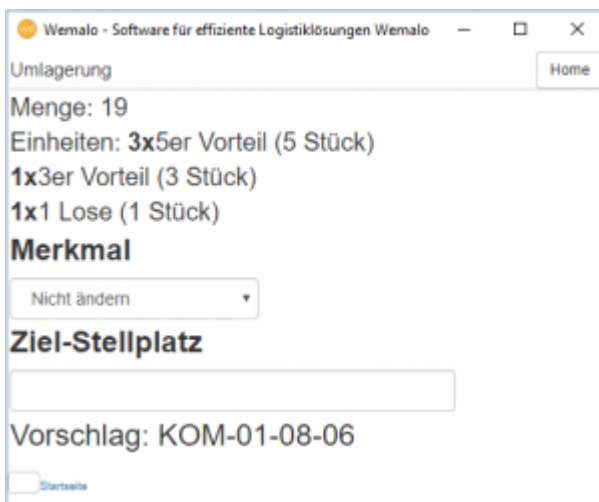 Wemalo - Software für effiziente Logistiklösungen Wemalo
Umlagerung Home
Menge: 19
Einheiten: 3x5er Vorteil (5 Stück)
1x3er Vorteil (3 Stück)
1x1 Lose (1 Stück)
Merkmal
Nicht ändern
Ziel-Stellplatz
Vorschlag: KOM-01-08-06
Startseite